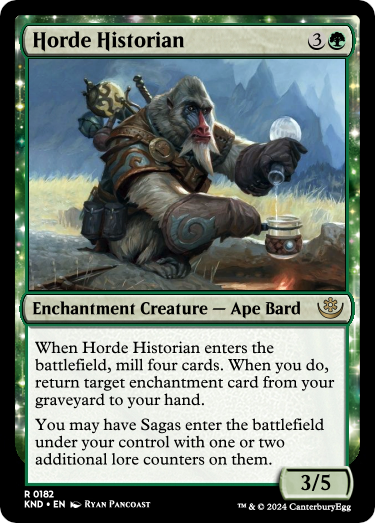 Horde Historian 3
Enchantment Creature — Ape Bard
When Horde Historian enters the
battlefield, mill four cards. When you do,
return target enchantment card from your
graveyard to your hand.
You may have Sagas enter the battlefield
under your control with one or two
additional lore counters on them.
3/5
R 0182
KND • EN Ryan Pancoast
™ & © 2024 CanterburyEgg